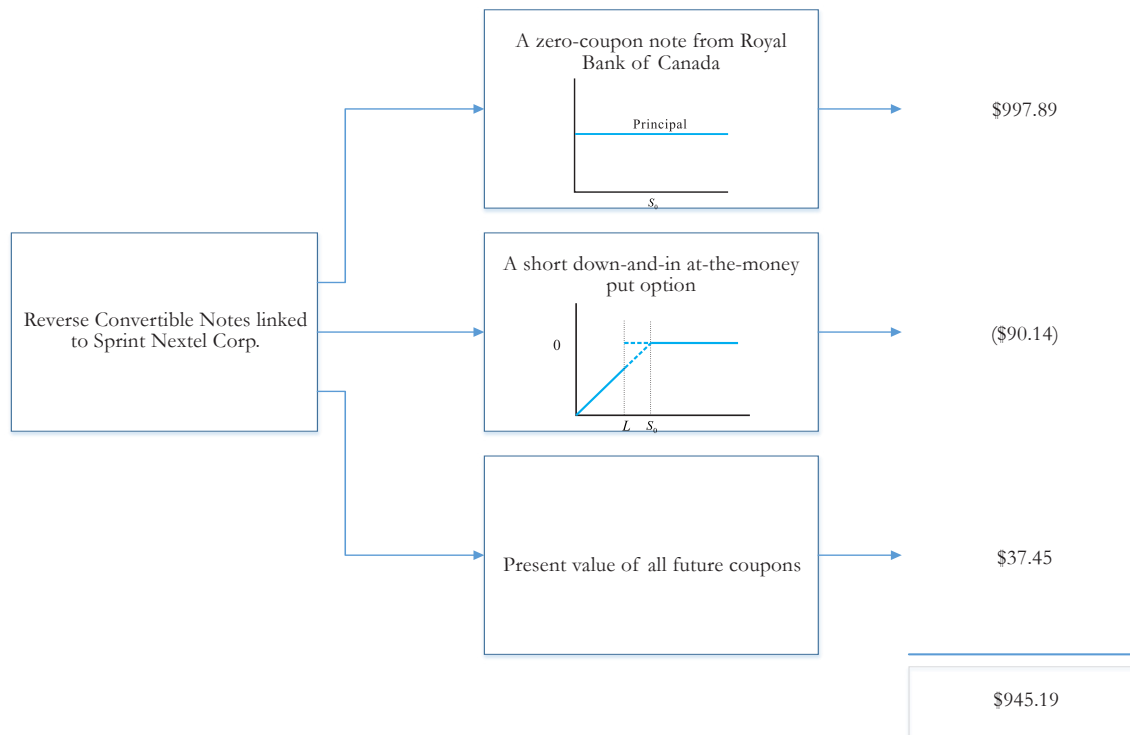 A zero-coupon note from Royal
Bank of Canada
Principal
S₀
$997.89
Reverse Convertible Notes linked
to Sprint Nextel Corp.
A short down-and-in at-the-money
put option
0
L S₀
($90.14)
Present value of all future coupons
$37.45
$945.19